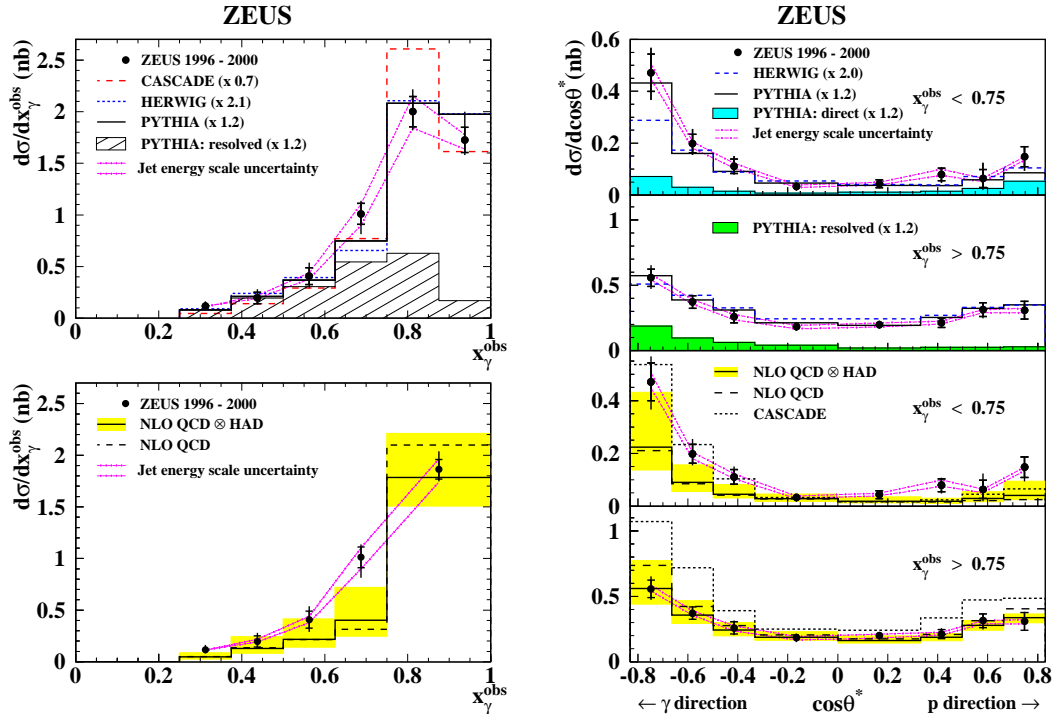 ZEUS
dσ/dx_γ^obs (nb)
2.5
2
1.5
1
0.5
0
ZEUS 1996 - 2000
CASCADE (x 0.7)
HERWIG (x 2.1)
PYTHIA (x 1.2)
PYTHIA: resolved (x 1.2)
Jet energy scale uncertainty
0 0.2 0.4 0.6 0.8 1
x_γ^obs
dσ/dx_γ^obs (nb)
2.5
2
1.5
1
0.5
0
ZEUS 1996 - 2000
NLO QCD ⊗ HAD
NLO QCD
Jet energy scale uncertainty
0 0.2 0.4 0.6 0.8 1
x_γ^obs
ZEUS
dσ/dcosθ* (nb)
0.6
0.4
0.2
0
ZEUS 1996 - 2000
HERWIG (x 2.0)
PYTHIA (x 1.2)
PYTHIA: direct (x 1.2)
Jet energy scale uncertainty
x_γ^obs < 0.75
1
0.5
0
PYTHIA: resolved (x 1.2)
x_γ^obs > 0.75
0.4
0.2
0
NLO QCD ⊗ HAD
NLO QCD
CASCADE
x_γ^obs < 0.75
1
0.5
0
x_γ^obs > 0.75
-0.8 -0.6 -0.4 -0.2 0 0.2 0.4 0.6 0.8
← γ direction cosθ* p direction →